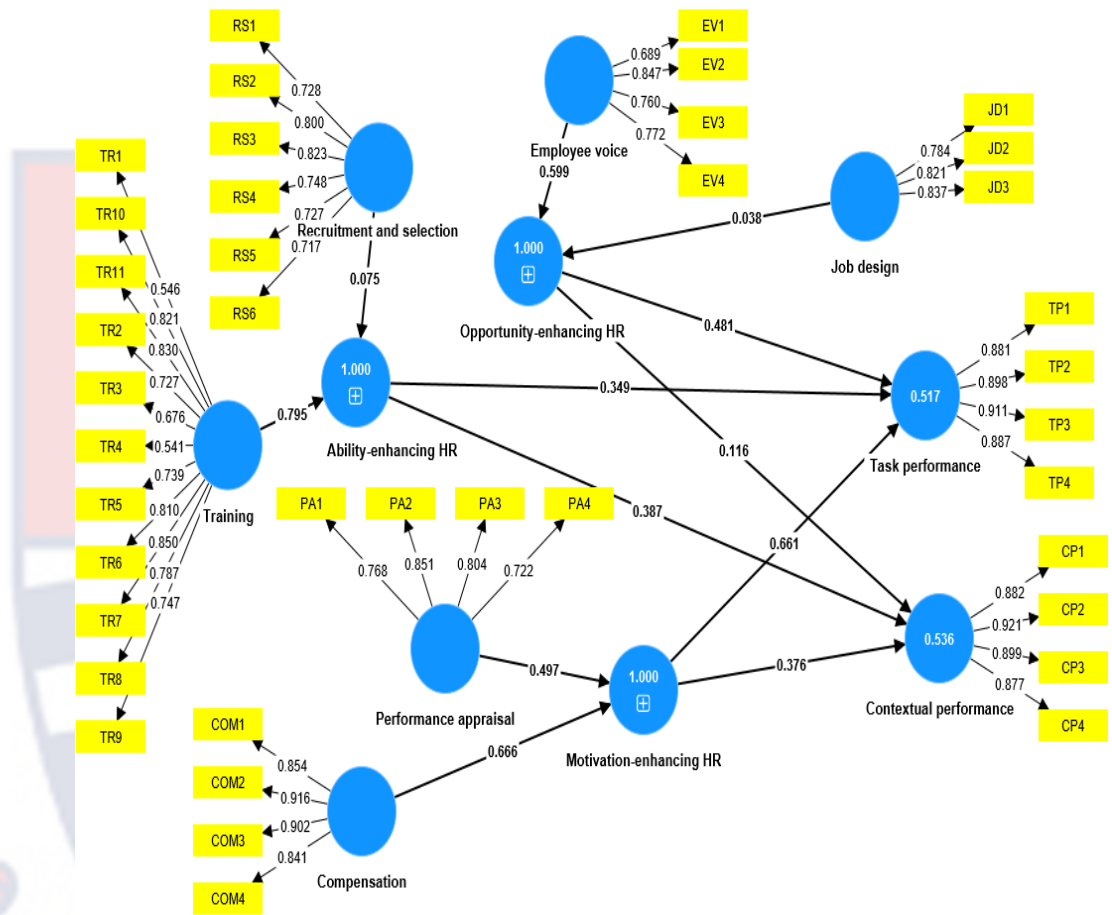 RS1
RS2
RS3
RS4
RS5
RS6
0.728
0.800
0.823
0.748
0.727
0.717
Recruitment and selection
0.075
EV1
EV2
EV3
EV4
0.689
0.847
0.760
0.772
Employee voice
0.599
JD1
JD2
JD3
0.784
0.821
0.837
Job design
0.038
1.000
Opportunity-enhancing HR
0.481
0.116
TR1
TR10
TR11
TR2
TR3
TR4
TR5
TR6
TR7
TR8
TR9
0.546
0.821
0.830
0.727
0.676
0.541
0.739
0.810
0.850
0.787
0.747
Training
0.795
1.000
Ability-enhancing HR
0.349
0.387
TP1
TP2
TP3
TP4
0.881
0.898
0.911
0.887
0.517
Task performance
PA1
PA2
PA3
PA4
0.768
0.851
0.804
0.722
Performance appraisal
0.497
1.000
Motivation-enhancing HR
0.661
0.376
CP1
CP2
CP3
CP4
0.882
0.921
0.899
0.877
0.536
Contextual performance
COM1
COM2
COM3
COM4
0.854
0.916
0.902
0.841
Compensation
0.666